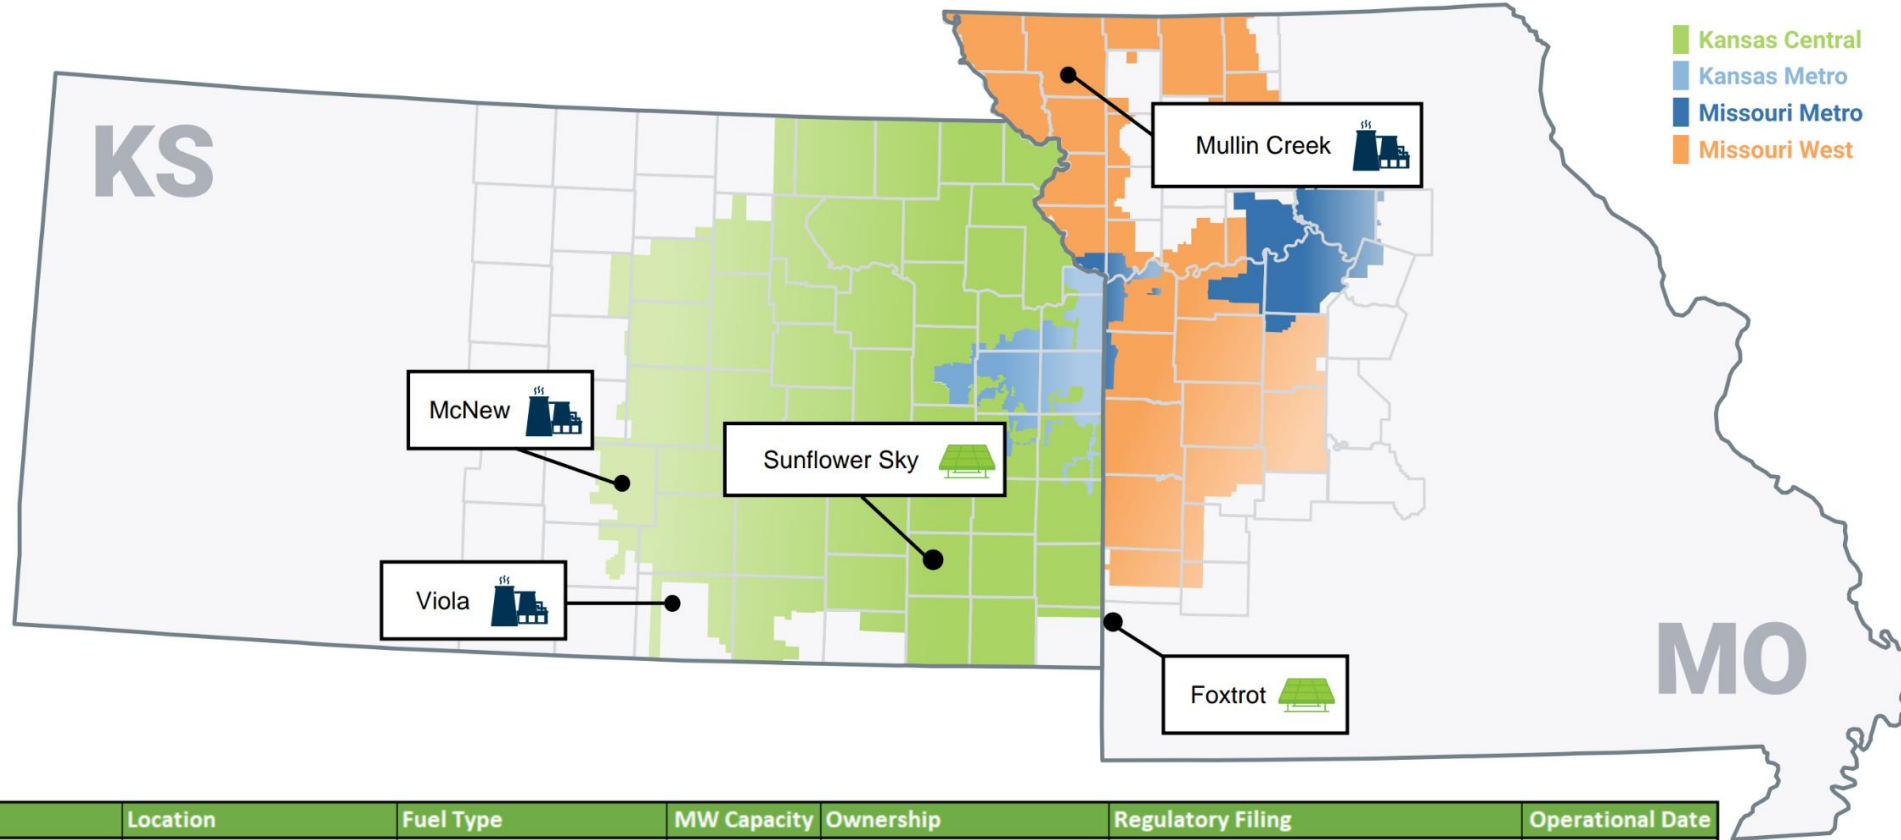 KS
Kansas Central
Kansas Metro
Missouri Metro
Missouri West
Mullin Creek
McNew
Sunflower Sky
Viola
Foxtrot
MO
Location Fuel Type MW Capacity Ownership Regulatory Filing Operational Date